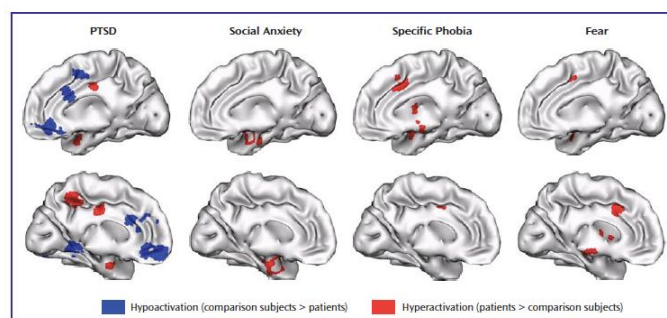 PTSD
Social Anxiety
Specific Phobia
Fear
Hypoactivation (comparison subjects > patients)
Hyperactivation (patients > comparison subjects)